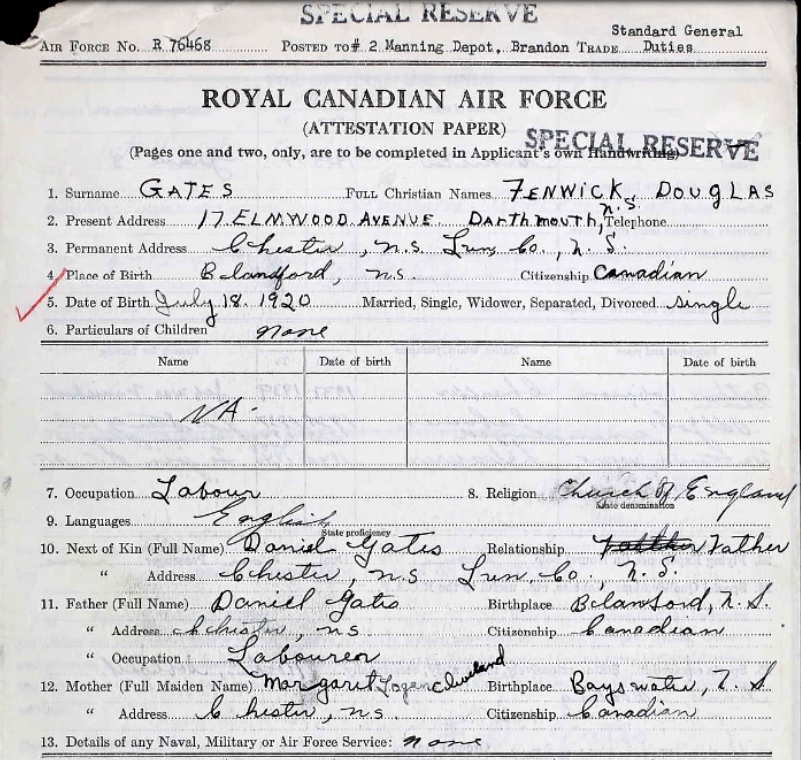 SPECIAL RESERVE
Standard General
AIR FORCE No. R 76468 POSTED TO # 2 Manning Depot, Brandon TRADE Duties
ROYAL CANADIAN AIR FORCE
(ATTESTATION PAPER)
SPECIAL RESERVE
(Pages one and two, only, are to be completed in Applicant's own Handwriting)
1. Surname GATES FULL Christian Names FENWICK DOUGLAS
2. Present Address 17 ELMWOOD AVENUE Darthmouth, N.S. Telephone
3. Permanent Address Chester, n.s. Lun. Co., N.S.
4. Place of Birth Blandford, n.s. Citizenship Canadian
5. Date of Birth July 18. 1920 Married, Single, Widower, Separated, Divorced single
6. Particulars of Children none
Name Date of birth Name Date of birth
NA-
7. Occupation Labour 8. Religion Church of England
State denomination
9. Languages English
State proficiency
10. Next of Kin (Full Name) Daniel Gates Relationship Father
" Address Chester, n.s Lun. Co., N.S.
11. Father (Full Name) Daniel Gates Birthplace Blanford, N.S.
" Address Chester, ns Citizenship Canadian
" Occupation Labourer
12. Mother (Full Maiden Name) Margaret Cleveland Birthplace Bayswater, N.S
" Address Chester, n.s. Citizenship Canadian
13. Details of any Naval, Military or Air Force Service: none